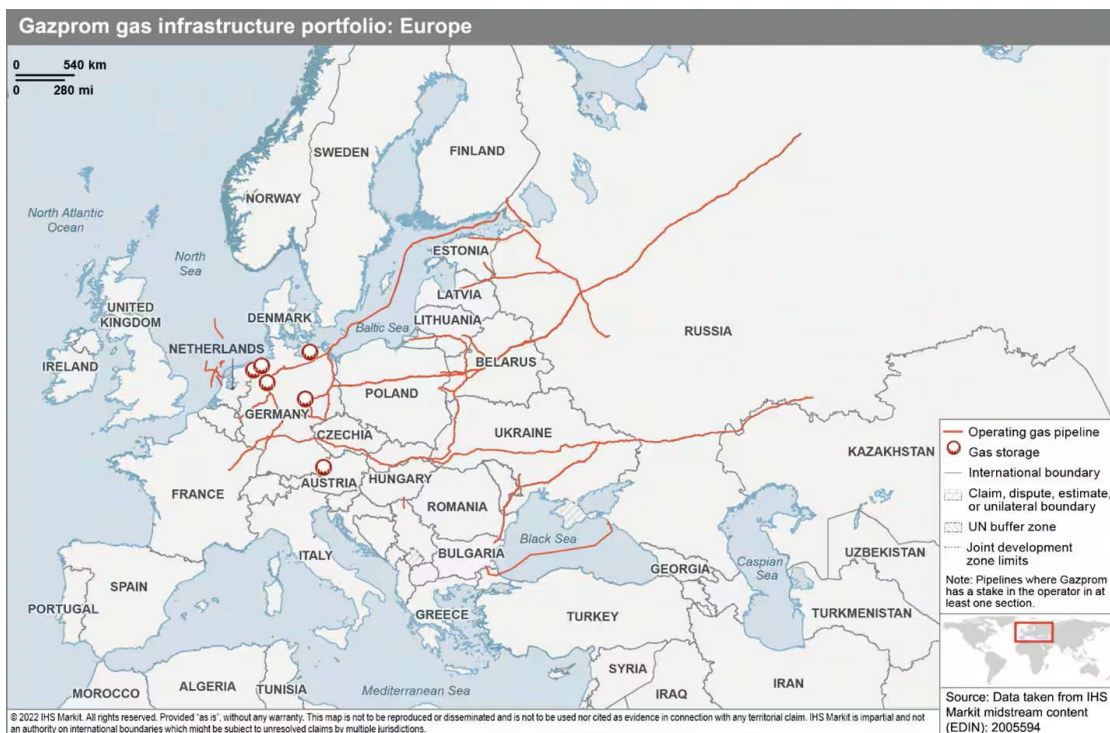 Gazprom gas infrastructure portfolio: Europe
0 540 km
0 280 mi
SWEDEN
FINLAND
NORWAY
North Atlantic
Ocean
North
Sea
ESTONIA
UNITED
KINGDOM
DENMARK
LATVIA
LITHUANIA
Baltic Sea
RUSSIA
NETHERLANDS
IRELAND
BELARUS
POLAND
GERMANY
CZECHIA
UKRAINE
KAZAKHSTAN
AUSTRIA
HUNGARY
FRANCE
ROMANIA
Black Sea
ITALY
BULGARIA
GEORGIA
Caspian
Sea
UZBEKISTAN
SPAIN
PORTUGAL
GREECE
TURKEY
TURKMENISTAN
SYRIA
IRAQ
IRAN
MOROCCO
ALGERIA
TUNISIA
Mediterranean Sea
Operating gas pipeline
Gas storage
International boundary
Claim, dispute, estimate,
or unilateral boundary
UN buffer zone
Joint development
zone limits
Note: Pipelines where Gazprom
has a stake in the operator in at
least one section.
Source: Data taken from IHS
Markit midstream content
(EDIN): 2005594
© 2022 IHS Markit. All rights reserved. Provided "as is", without any warranty. This map is not to be reproduced or disseminated and is not to be used nor cited as evidence in connection with any territorial claim. IHS Markit is impartial and not
an authority on international boundaries which might be subject to unresolved claims by multiple jurisdictions.